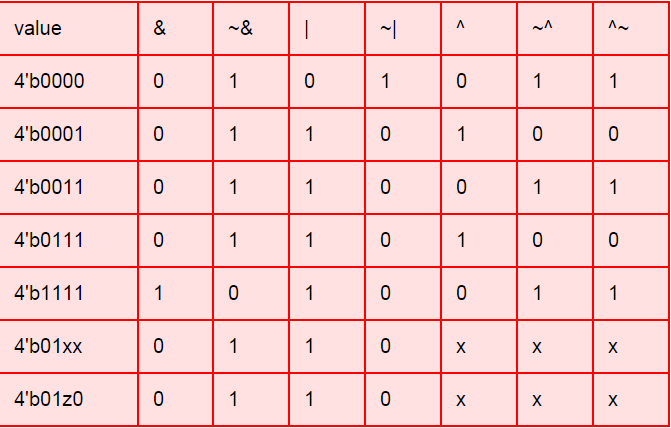 value & ~& | ~| ^ ~^ ^~
4'b0000 0 1 0 1 0 1 1
4'b0001 0 1 1 0 1 0 0
4'b0011 0 1 1 0 0 1 1
4'b0111 0 1 1 0 1 0 0
4'b1111 1 0 1 0 0 1 1
4'b01xx 0 1 1 0 x x x
4'b01z0 0 1 1 0 x x x